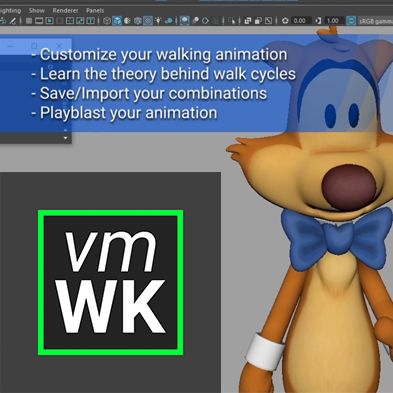 ighting Show Renderer Panels
0.00 1.00 sRGB gamm
- Customize your walking animation
- Learn the theory behind walk cycles
- Save/Import your combinations
- Playblast your animation
vm
WK